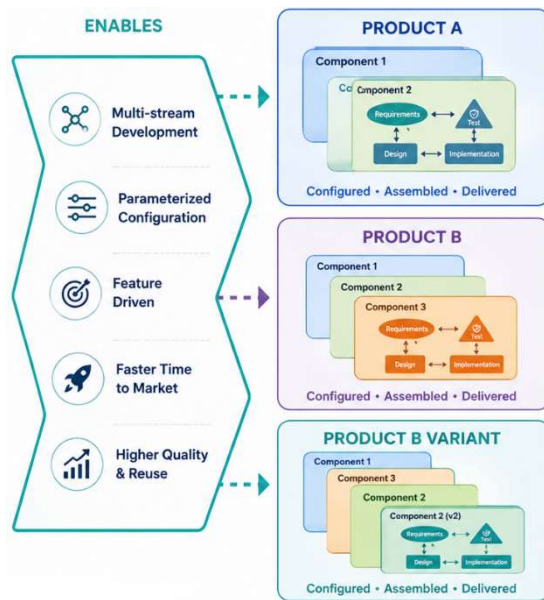 ENABLES
Multi-stream
Development
Parameterized
Configuration
Feature
Driven
Faster Time
to Market
Higher Quality
& Reuse
PRODUCT A
Component 1
Co
Component 2
Requirements
Test
Design
Implementation
Configured • Assembled • Delivered
PRODUCT B
Component 1
Component 2
Component 3
Requirements
Test
Design
Implementation
Configured • Assembled • Delivered
PRODUCT B VARIANT
Component 1
Component 3
Component 2
Component 2 (v2)
Requirements
Test
Design
Implementation
Configured • Assembled • Delivered